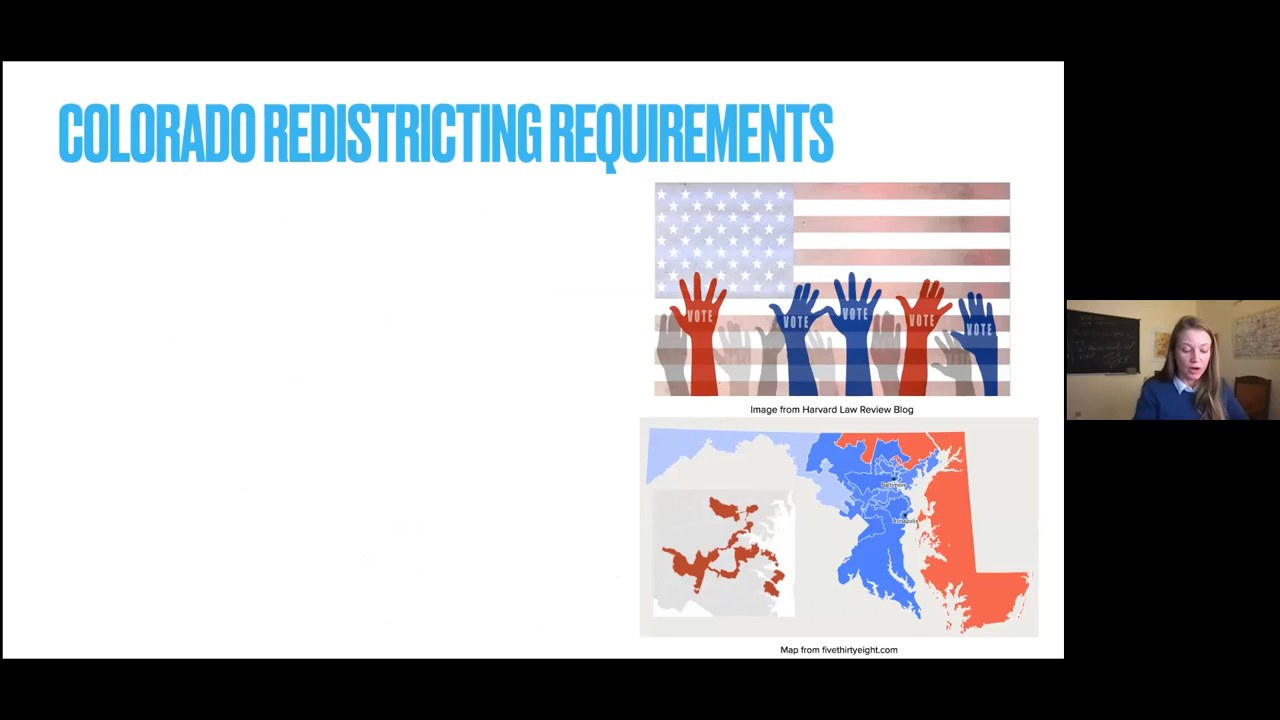 COLORADO REDISTRICTING REQUIREMENTS
VOTE
VOTE
VOTE
VOTE
VOTE
Image from Harvard Law Review Blog
Baltimore
Annapolis
Map from fivethirtyeight.com